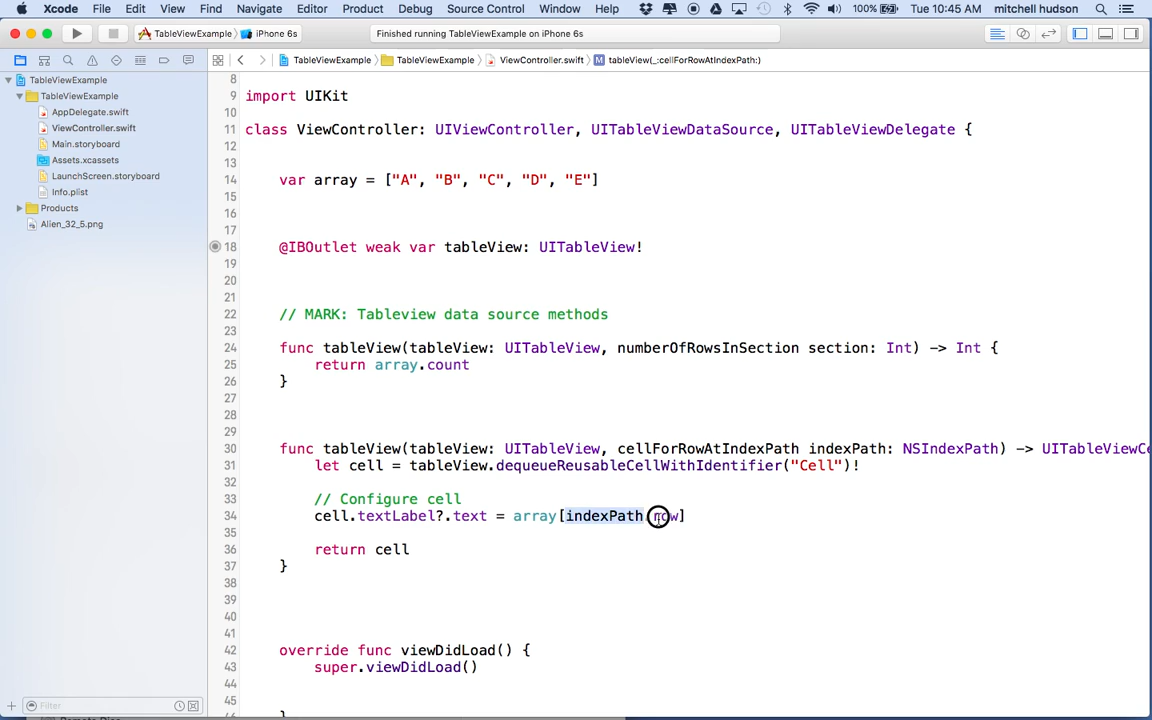 Xcode File Edit View Find Navigate Editor Product Debug Source Control Window Help 100% Tue 10:45 AM mitchell hudson
TableViewExample iPhone 6s Finished running TableViewExample on iPhone 6s
TableViewExample TableViewExample ViewController.swift M tableView(_:cellForRowAtIndexPath:)
TableViewExample
TableViewExample
AppDelegate.swift
ViewController.swift
Main.storyboard
Assets.xcassets
LaunchScreen.storyboard
Info.plist
Products
Alien_32_5.png
Filter
8
9 import UIKit
10
11 class ViewController: UIViewController, UITableViewDataSource, UITableViewDelegate {
12
13
14 var array = ["A", "B", "C", "D", "E"]
15
16
17
18 @IBOutlet weak var tableView: UITableView!
19
20
21
22 // MARK: Tableview data source methods
23
24 func tableView(tableView: UITableView, numberOfRowsInSection section: Int) -> Int {
25 return array.count
26 }
27
28
29
30 func tableView(tableView: UITableView, cellForRowAtIndexPath indexPath: NSIndexPath) -> UITableViewCe
31 let cell = tableView.dequeueReusableCellWithIdentifier("Cell")!
32
33 // Configure cell
34 cell.textLabel?.text = array[indexPath.row]
35
36 return cell
37 }
38
39
40
41
42 override func viewDidLoad() {
43 super.viewDidLoad()
44
45
46 }